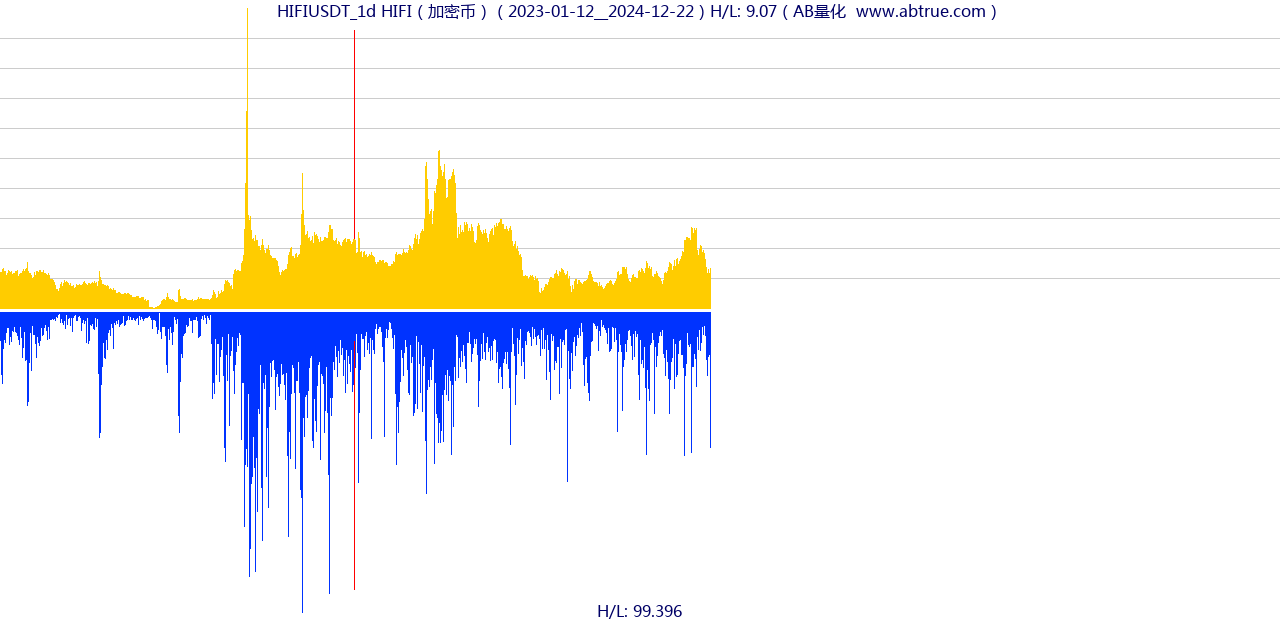 HIFIUSDT_1d HIFI ( 加密币 ) ( 2023-01-12__2024-12-22 ) H/L: 9.07 ( AB量化  www.abtrue.com )
H/L: 99.396